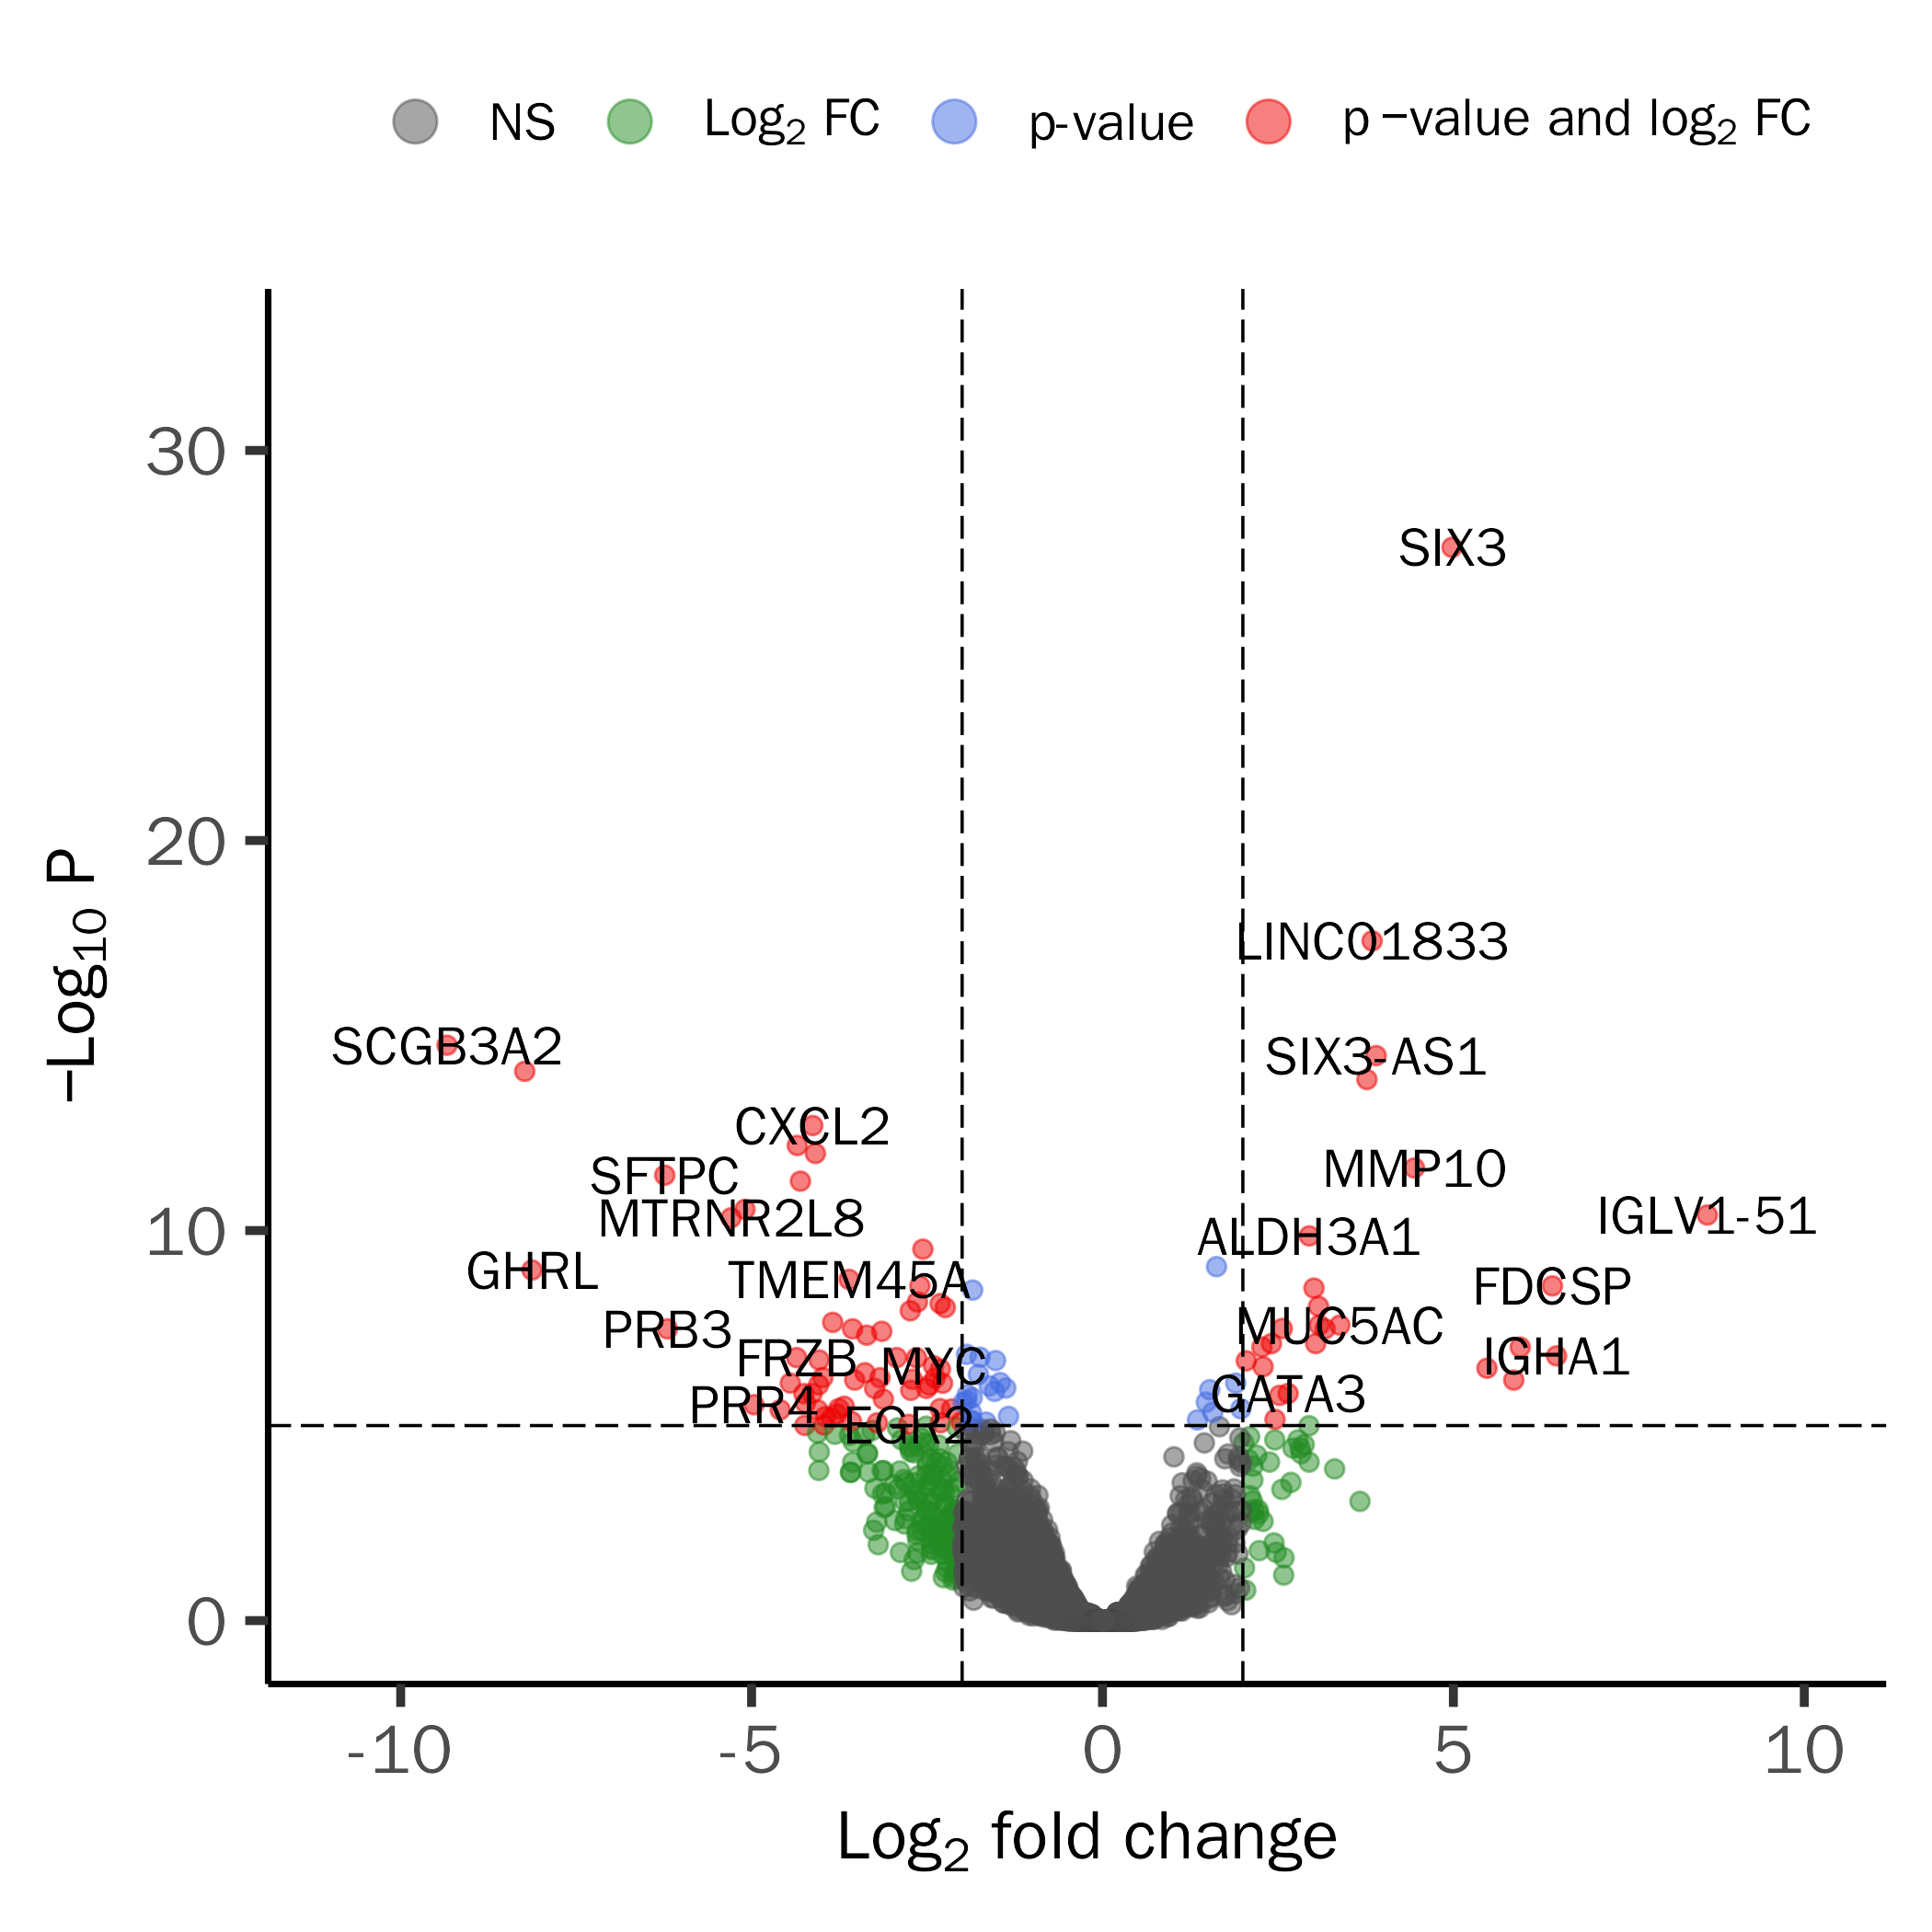 NS Log2 FC p-value p −value and log2 FC
−Log10 P
30
20
10
0
SIX3
LINC01833
SCGB3A2
SIX3-AS1
CXCL2
SFTPC
MMP10
MTRNR2L8
IGLV1-51
ALDH3A1
GHRL
TMEM45A
FDCSP
PRB3
MUC5AC
FRZB
MYC
IGHA1
PRR4
GATA3
EGR2
-10 -5 0 5 10
Log2 fold change